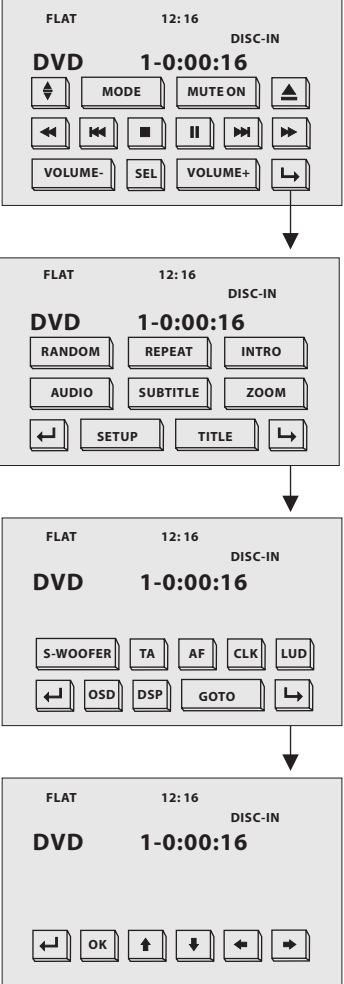 FLAT 12:16
DISC-IN
DVD 1-0:00:16
MODE MUTE ON
VOLUME- SEL VOLUME+
FLAT 12:16
DISC-IN
DVD 1-0:00:16
RANDOM REPEAT INTRO
AUDIO SUBTITLE ZOOM
SETUP TITLE
FLAT 12:16
DISC-IN
DVD 1-0:00:16
S-WOOFER TA AF CLK LUD
OSD DSP GOTO
FLAT 12:16
DISC-IN
DVD 1-0:00:16
OK